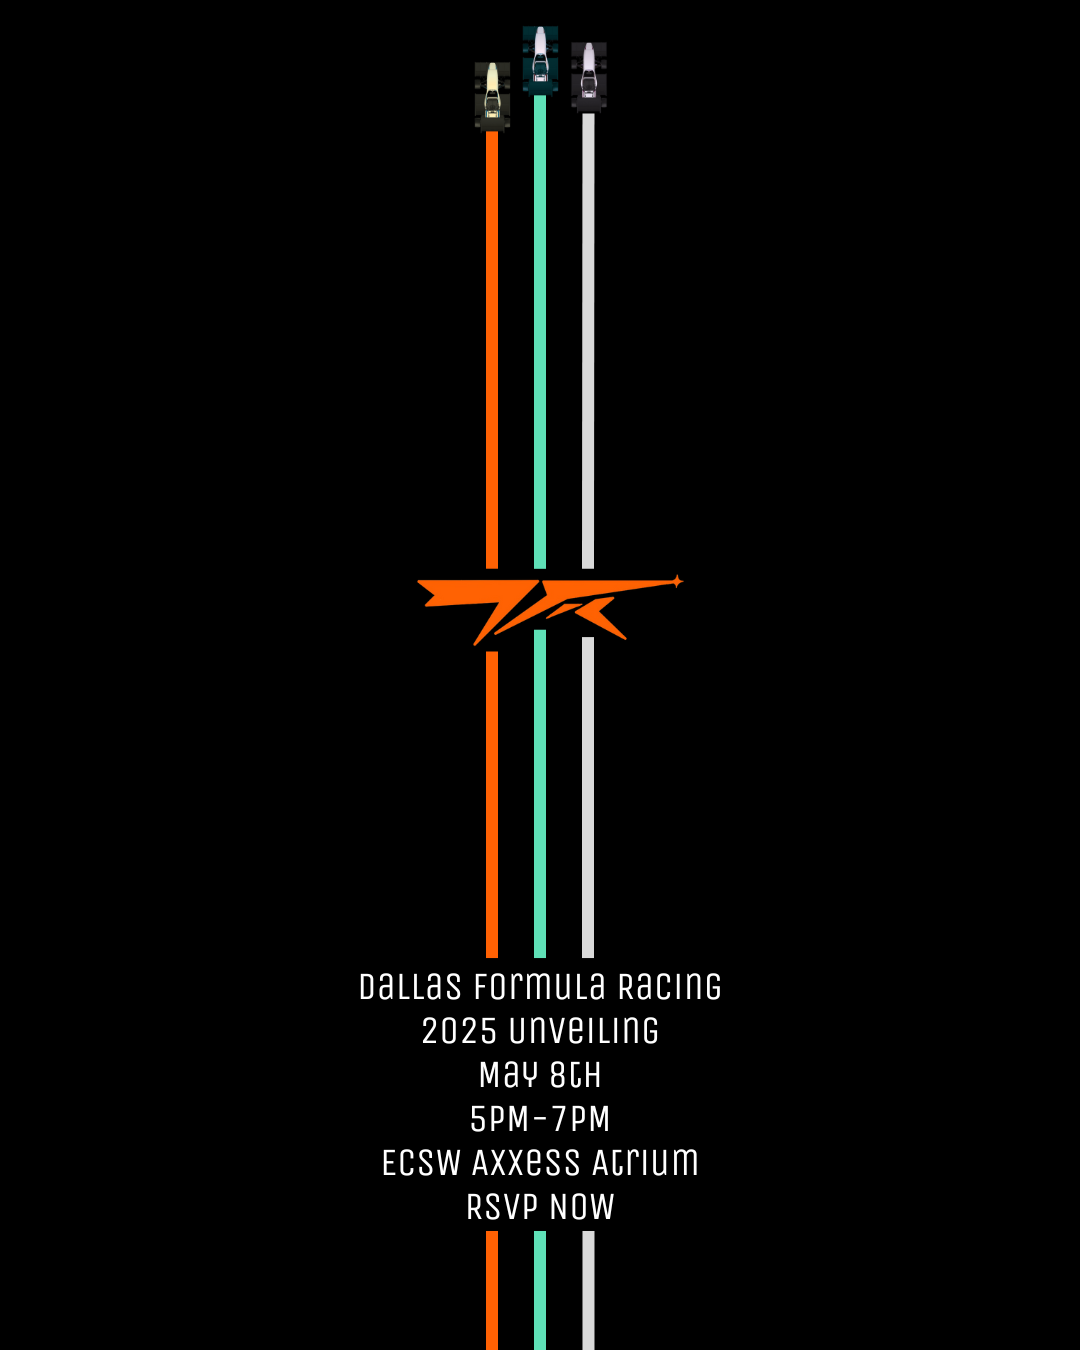 Dallas Formula Racing
2025 Unveiling
May 8th
5PM-7PM
ECSW Axxess Atrium
RSVP NOW